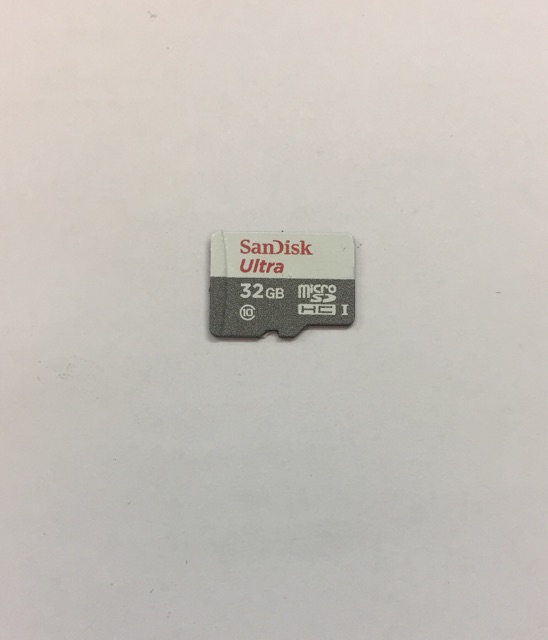 SanDisk
Ultra
32GB
micro
SD
HC I
10